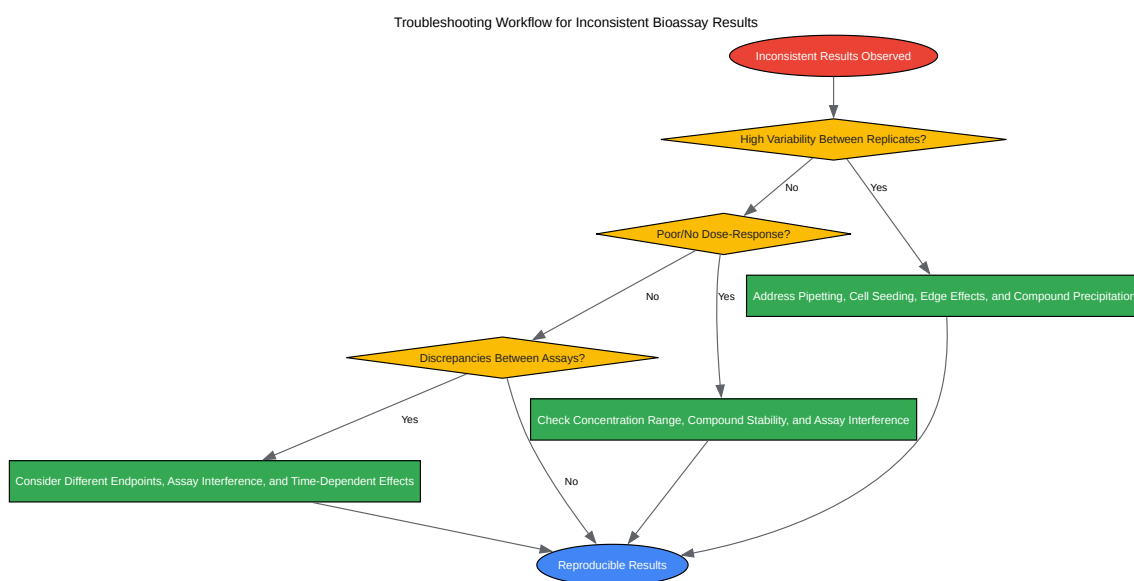 Troubleshooting Workflow for Inconsistent Bioassay Results
Inconsistent Results Observed
High Variability Between Replicates?
No
Yes
Poor/No Dose-Response?
Address Pipetting, Cell Seeding, Edge Effects, and Compound Precipitation
No
Yes
Discrepancies Between Assays?
Yes
Check Concentration Range, Compound Stability, and Assay Interference
Consider Different Endpoints, Assay Interference, and Time-Dependent Effects
No
Reproducible Results